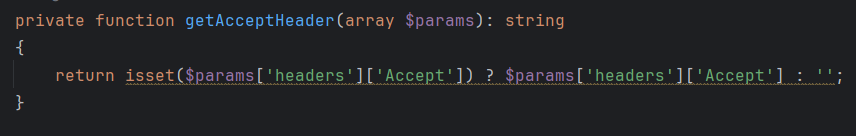 private function getAcceptHeader(array $params): string
{
    return isset($params['headers']['Accept']) ? $params['headers']['Accept'] : '';
}